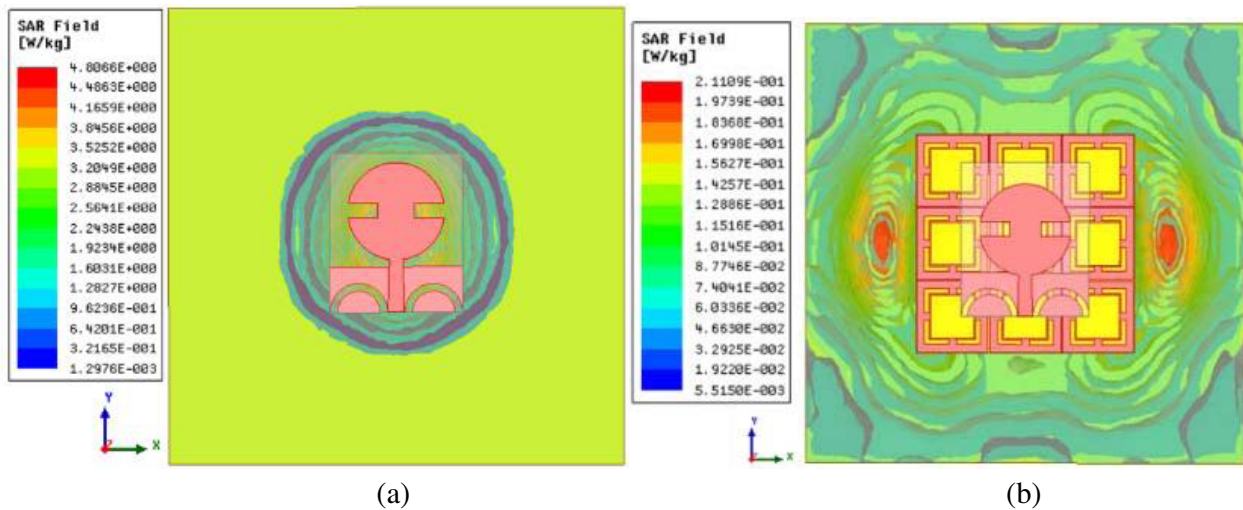 SAR Field
[W/kg]
4.8066E+000
4.4863E+000
4.1659E+000
3.8456E+000
3.5252E+000
3.2049E+000
2.8845E+000
2.5641E+000
2.2438E+000
1.9234E+000
1.6031E+000
1.2827E+000
9.6236E-001
6.4201E-001
3.2165E-001
1.2976E-003
Y
Z
X
(a)
SAR Field
[W/kg]
2.1109E-001
1.9739E-001
1.8368E-001
1.6998E-001
1.5627E-001
1.4257E-001
1.2886E-001
1.1516E-001
1.0145E-001
8.7746E-002
7.4041E-002
6.0336E-002
4.6630E-002
3.2925E-002
1.9220E-002
5.5150E-003
Y
Z
X
(b)